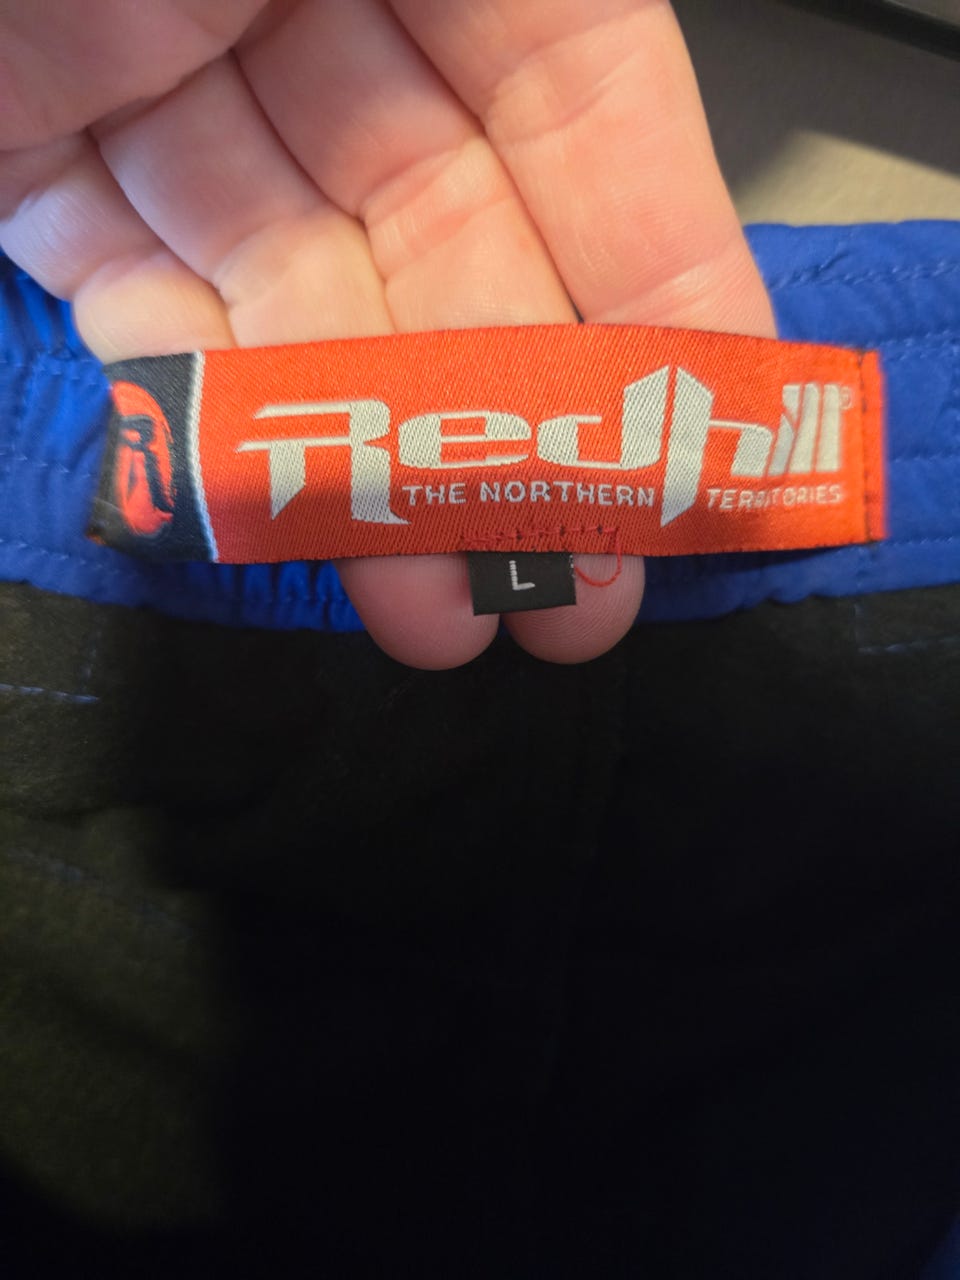 R
Redhill®
THE NORTHERN TERRITORIES
L